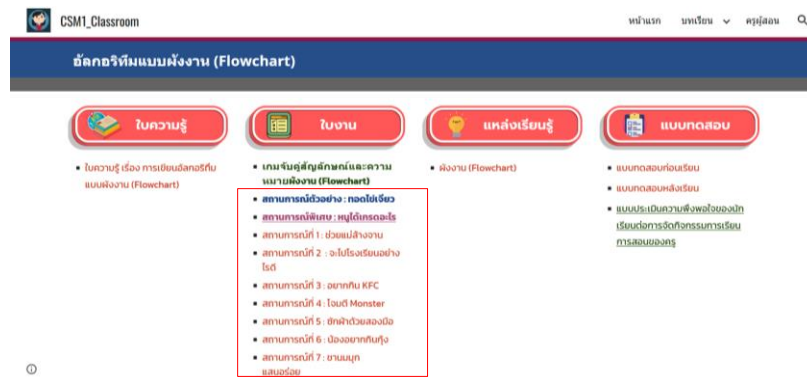 CSM1_Classroom
หน้าแรก
บทเรียน
ครูผู้สอน
อัลกอริทึมแบบผังงาน (Flowchart)
ใบความรู้
ใบความรู้ เรื่อง การเขียนอัลกอริทึม
แบบผังงาน (Flowchart)
ใบงาน
เกมจับคู่สัญลักษณ์และความ
หมายผังงาน (Flowchart)
สถานการณ์ตัวอย่าง : ทอดไข่เจียว
สถานการณ์พิเศษ : หนูได้เกรดอะไร
สถานการณ์ที่ 1 : ช่วยแม่ล้างจาน
สถานการณ์ที่ 2 : จะไปโรงเรียนอย่าง
ไรดี
สถานการณ์ที่ 3 : อยากกิน KFC
สถานการณ์ที่ 4 : โจมตี Monster
สถานการณ์ที่ 5 : ซักผ้าด้วยสองมือ
สถานการณ์ที่ 6 : น้องอยากกินกุ้ง
สถานการณ์ที่ 7 : ชานมมุก
แสนอร่อย
แหล่งเรียนรู้
ผังงาน (Flowchart)
แบบทดสอบ
แบบทดสอบก่อนเรียน
แบบทดสอบหลังเรียน
แบบประเมินความพึงพอใจของนัก
เรียนต่อการจัดกิจกรรมการเรียน
การสอนของครู